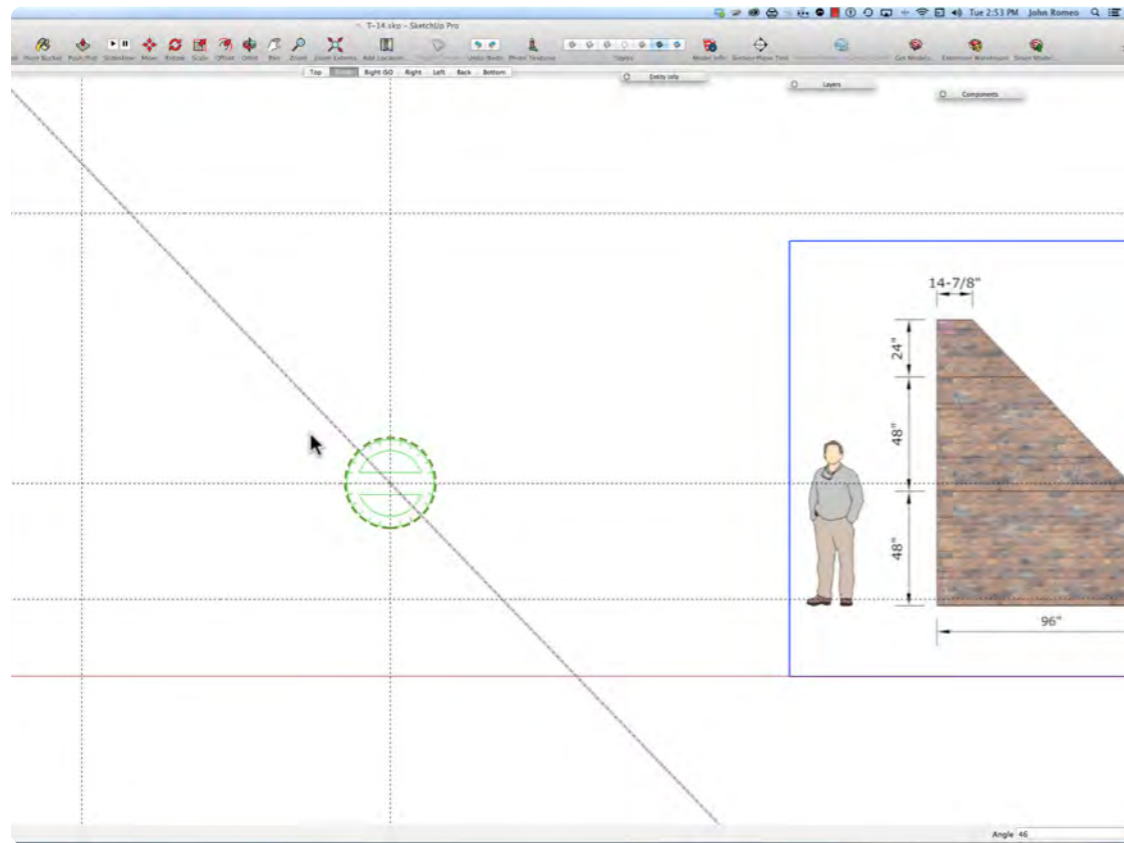 T-14.skp - SketchUp Pro
Tue 2:53 PM John Romeo
Paint Bucket Push/Pull Slideshow Move Rotate Scale Offset Orbit Pan Zoom Zoom Extents Add Location... Undo/Redo Photo Textures Styles Model Info Section Plane Tool Get Models... Extension Warehouse Share Model...
Top Front Right ISO Right Left Back Bottom
Entity Info
Layers
Components
14-7/8"
24"
48"
48"
96"
Angle 46